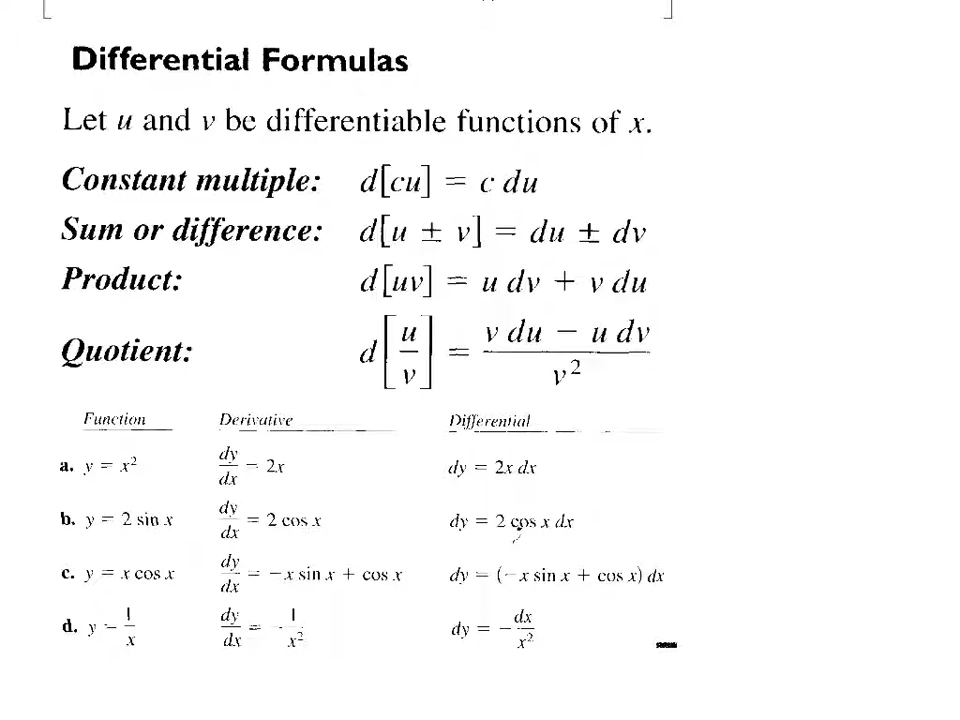 Differential Formulas
Let u and v be differentiable functions of x.
Constant multiple: d[cu] = c du
Sum or difference: d[u ± v] = du ± dv
Product: d[uv] = u dv + v du
Quotient: d[u/v] = (v du − u dv)/v²
Function Derivative Differential
a. y = x² dy/dx = 2x dy = 2x dx
b. y = 2 sin x dy/dx = 2 cos x dy = 2 cos x dx
c. y = x cos x dy/dx = −x sin x + cos x dy = (−x sin x + cos x) dx
d. y = 1/x dy/dx = −1/x² dy = −dx/x²